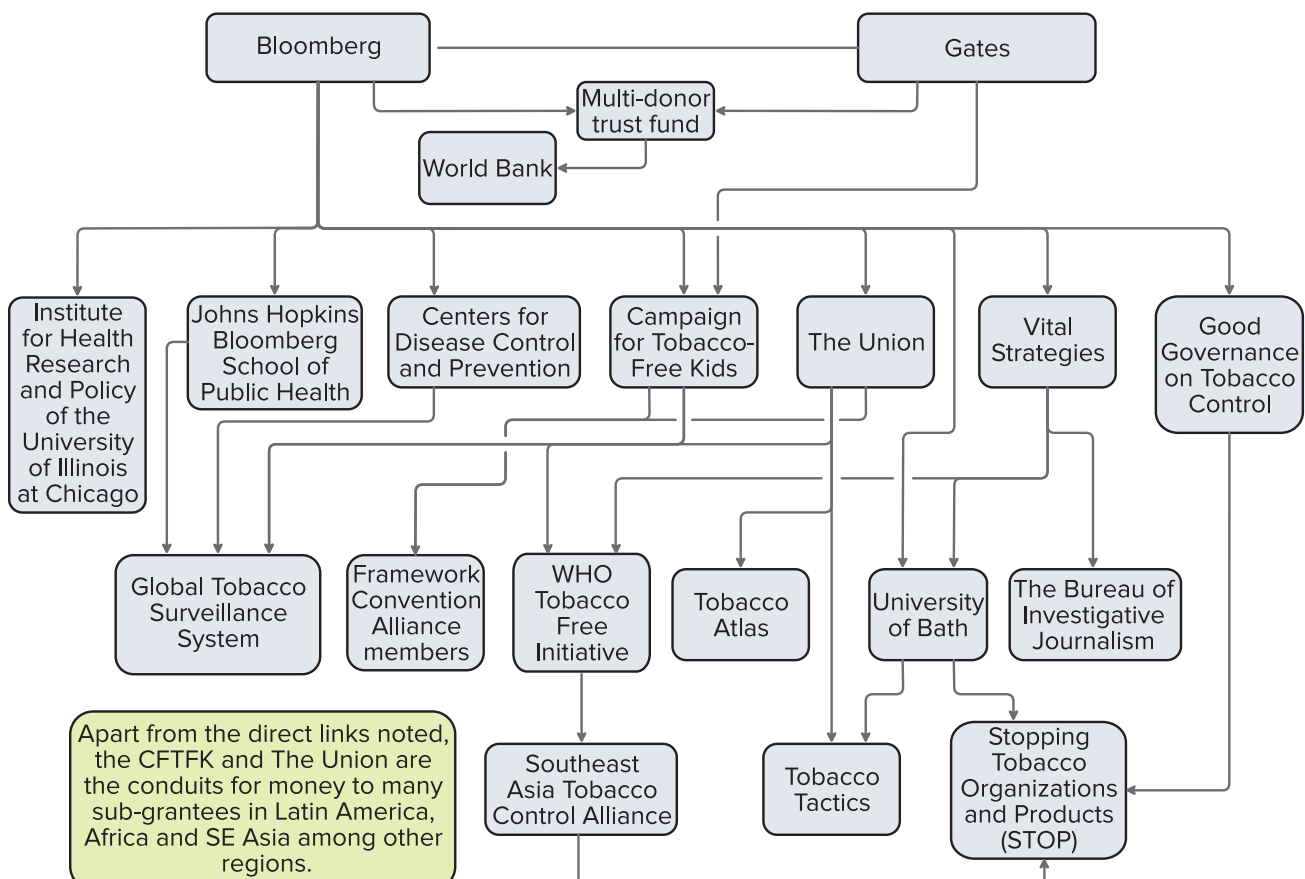 Bloomberg
Gates
Multi-donor
trust fund
World Bank
Institute
for Health
Research
and Policy
of the
University
of Illinois
at Chicago
Johns Hopkins
Bloomberg
School of
Public Health
Centers for
Disease Control
and Prevention
Campaign
for Tobacco-
Free Kids
The Union
Vital
Strategies
Good
Governance
on Tobacco
Control
Global Tobacco
Surveillance
System
Framework
Convention
Alliance
members
WHO
Tobacco
Free
Initiative
Tobacco
Atlas
University
of Bath
The Bureau of
Investigative
Journalism
Apart from the direct links noted,
the CFTFK and The Union are
the conduits for money to many
sub-grantees in Latin America,
Africa and SE Asia among other
regions.
Southeast
Asia Tobacco
Control Alliance
Tobacco
Tactics
Stopping
Tobacco
Organizations
and Products
(STOP)